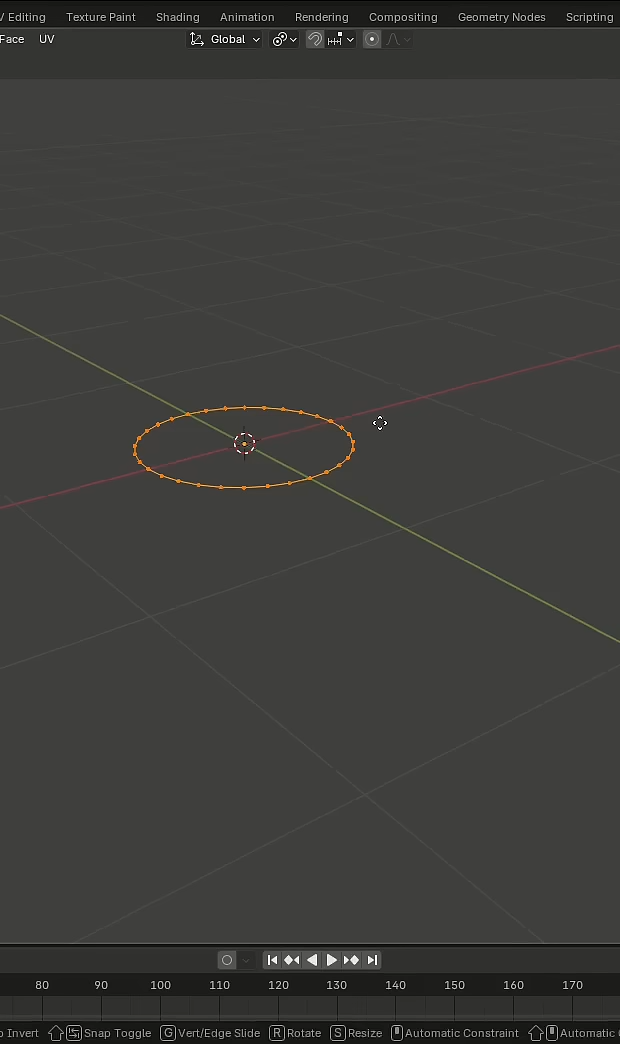 V Editing Texture Paint Shading Animation Rendering Compositing Geometry Nodes Scripting
Face UV Global
80 90 100 110 120 130 140 150 160 170
o Invert Snap Toggle G Vert/Edge Slide R Rotate S Resize Automatic Constraint Automatic